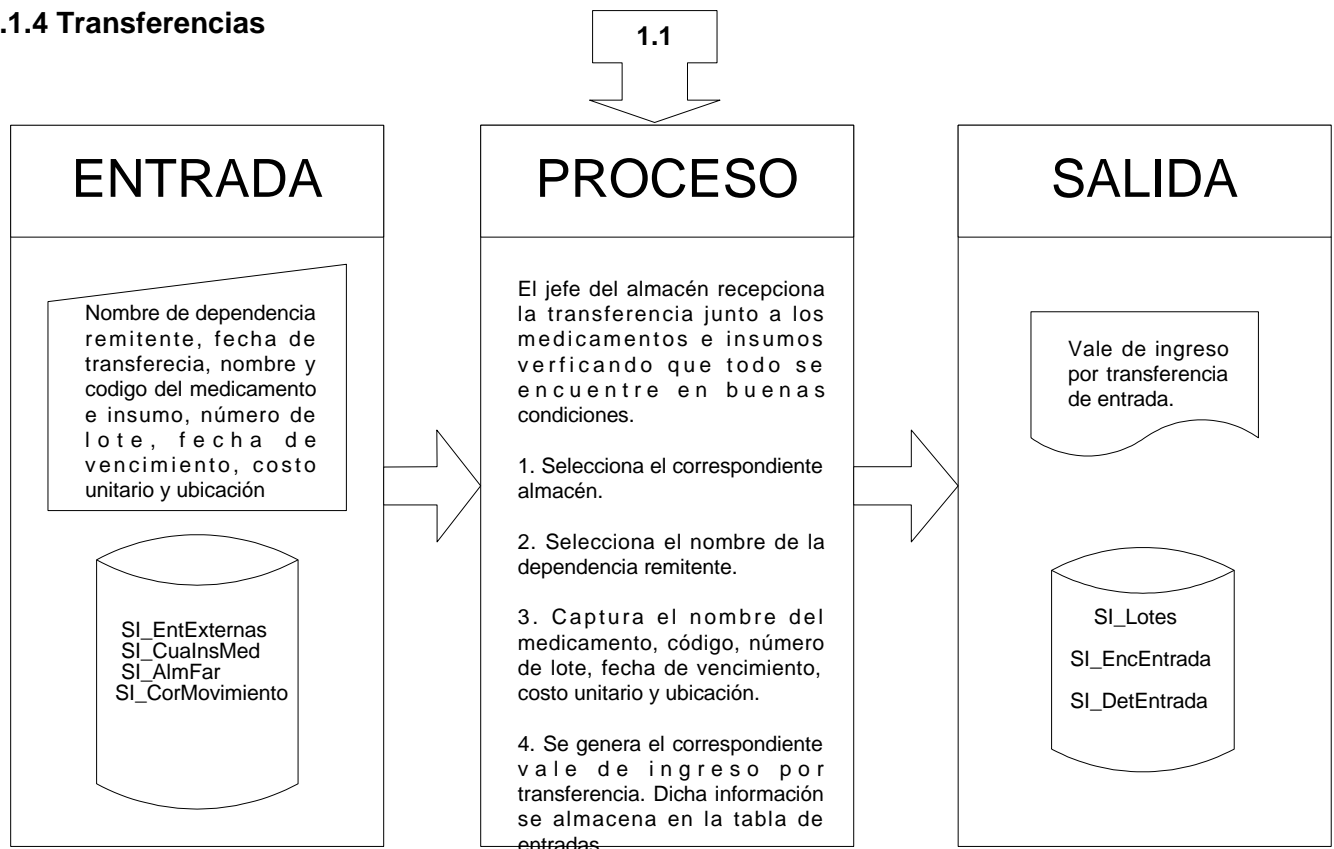 .1.4 Transferencias
1.1
ENTRADA
Nombre de dependencia
remitente, fecha de
transferecia, nombre y
codigo del medicamento
e insumo, número de
lote, fecha de
vencimiento, costo
unitario y ubicación
SI_EntExternas
SI_CuaInsMed
SI_AlmFar
SI_CorMovimiento
PROCESO
El jefe del almacén recepciona
la transferencia junto a los
medicamentos e insumos
verficando que todo se
encuentre en buenas
condiciones.
1. Selecciona el correspondiente
almacén.
2. Selecciona el nombre de la
dependencia remitente.
3. Captura el nombre del
medicamento, código, número
de lote, fecha de vencimiento,
costo unitario y ubicación.
4. Se genera el correspondiente
vale de ingreso por
transferencia. Dicha información
se almacena en la tabla de
entradas
SALIDA
Vale de ingreso
por transferencia
de entrada.
SI_Lotes
SI_EncEntrada
SI_DetEntrada